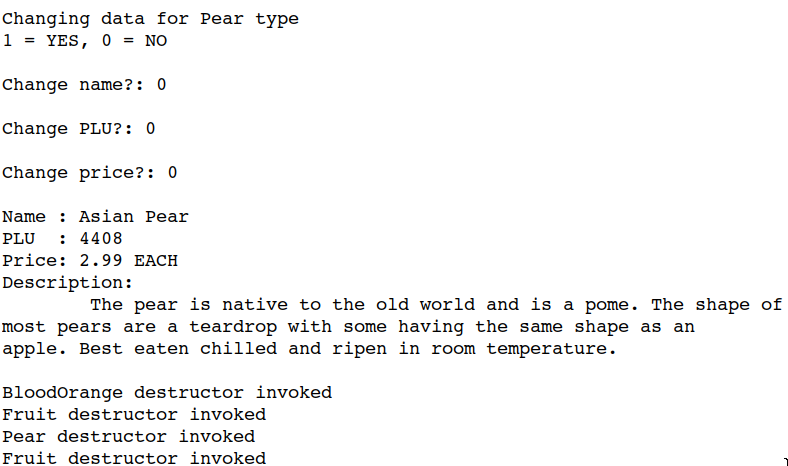 Changing data for Pear type
1 = YES, 0 = NO
Change name?: 0
Change PLU?: 0
Change price?: 0
Name : Asian Pear
PLU  : 4408
Price: 2.99 EACH
Description:
The pear is native to the old world and is a pome. The shape of
most pears are a teardrop with some having the same shape as an
apple. Best eaten chilled and ripen in room temperature.
BloodOrange destructor invoked
Fruit destructor invoked
Pear destructor invoked
Fruit destructor invoked